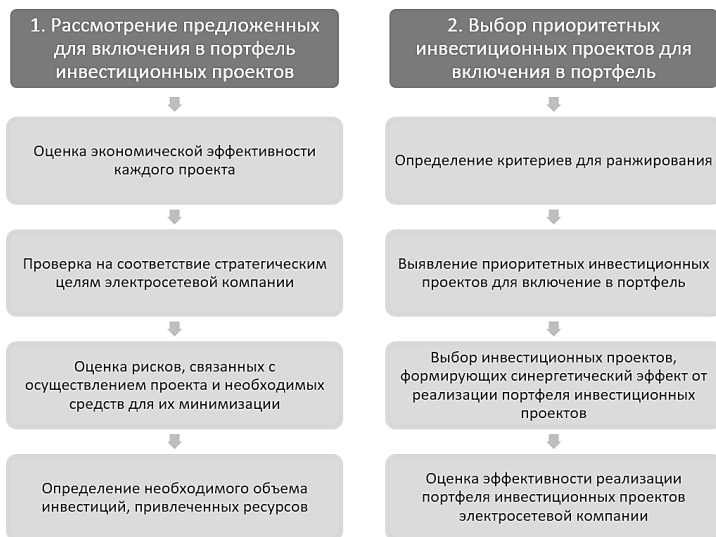 1. Рассмотрение предложенных
для включения в портфель
инвестиционных проектов
Оценка экономической эффективности
каждого проекта
Проверка на соответствие стратегическим
целям электросетевой компании
Оценка рисков, связанных с
осуществлением проекта и необходимых
средств для их минимизации
Определение необходимого объема
инвестиций, привлеченных ресурсов
2. Выбор приоритетных
инвестиционных проектов для
включения в портфель
Определение критериев для ранжирования
Выявление приоритетных инвестиционных
проектов для включение в портфель
Выбор инвестиционных проектов,
формирующих синергетический эффект от
реализации портфеля инвестиционных
проектов
Оценка эффективности реализации
портфеля инвестиционных проектов
электросетевой компании